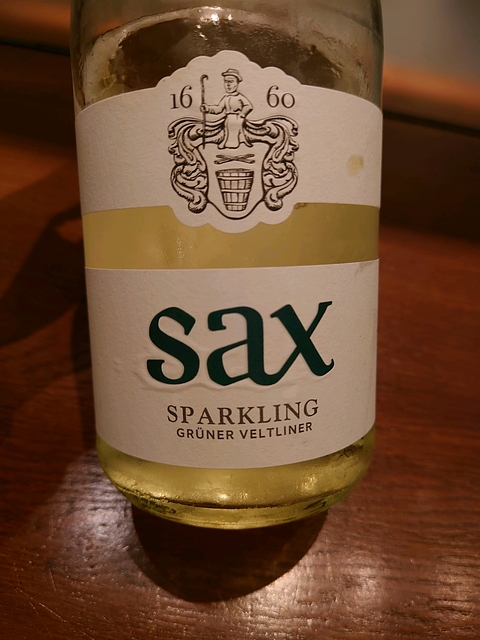 16 60
sax
SPARKLING
GRÜNER VELTLINER